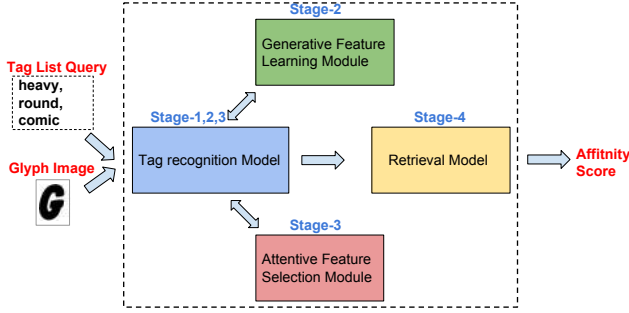 Stage-2
Generative Feature
Learning Module
Tag List Query
heavy,
round,
comic
Stage-1,2,3
Stage-4
Glyph Image
G
Tag recognition Model
Retrieval Model
Affitnity
Score
Stage-3
Attentive Feature
Selection Module